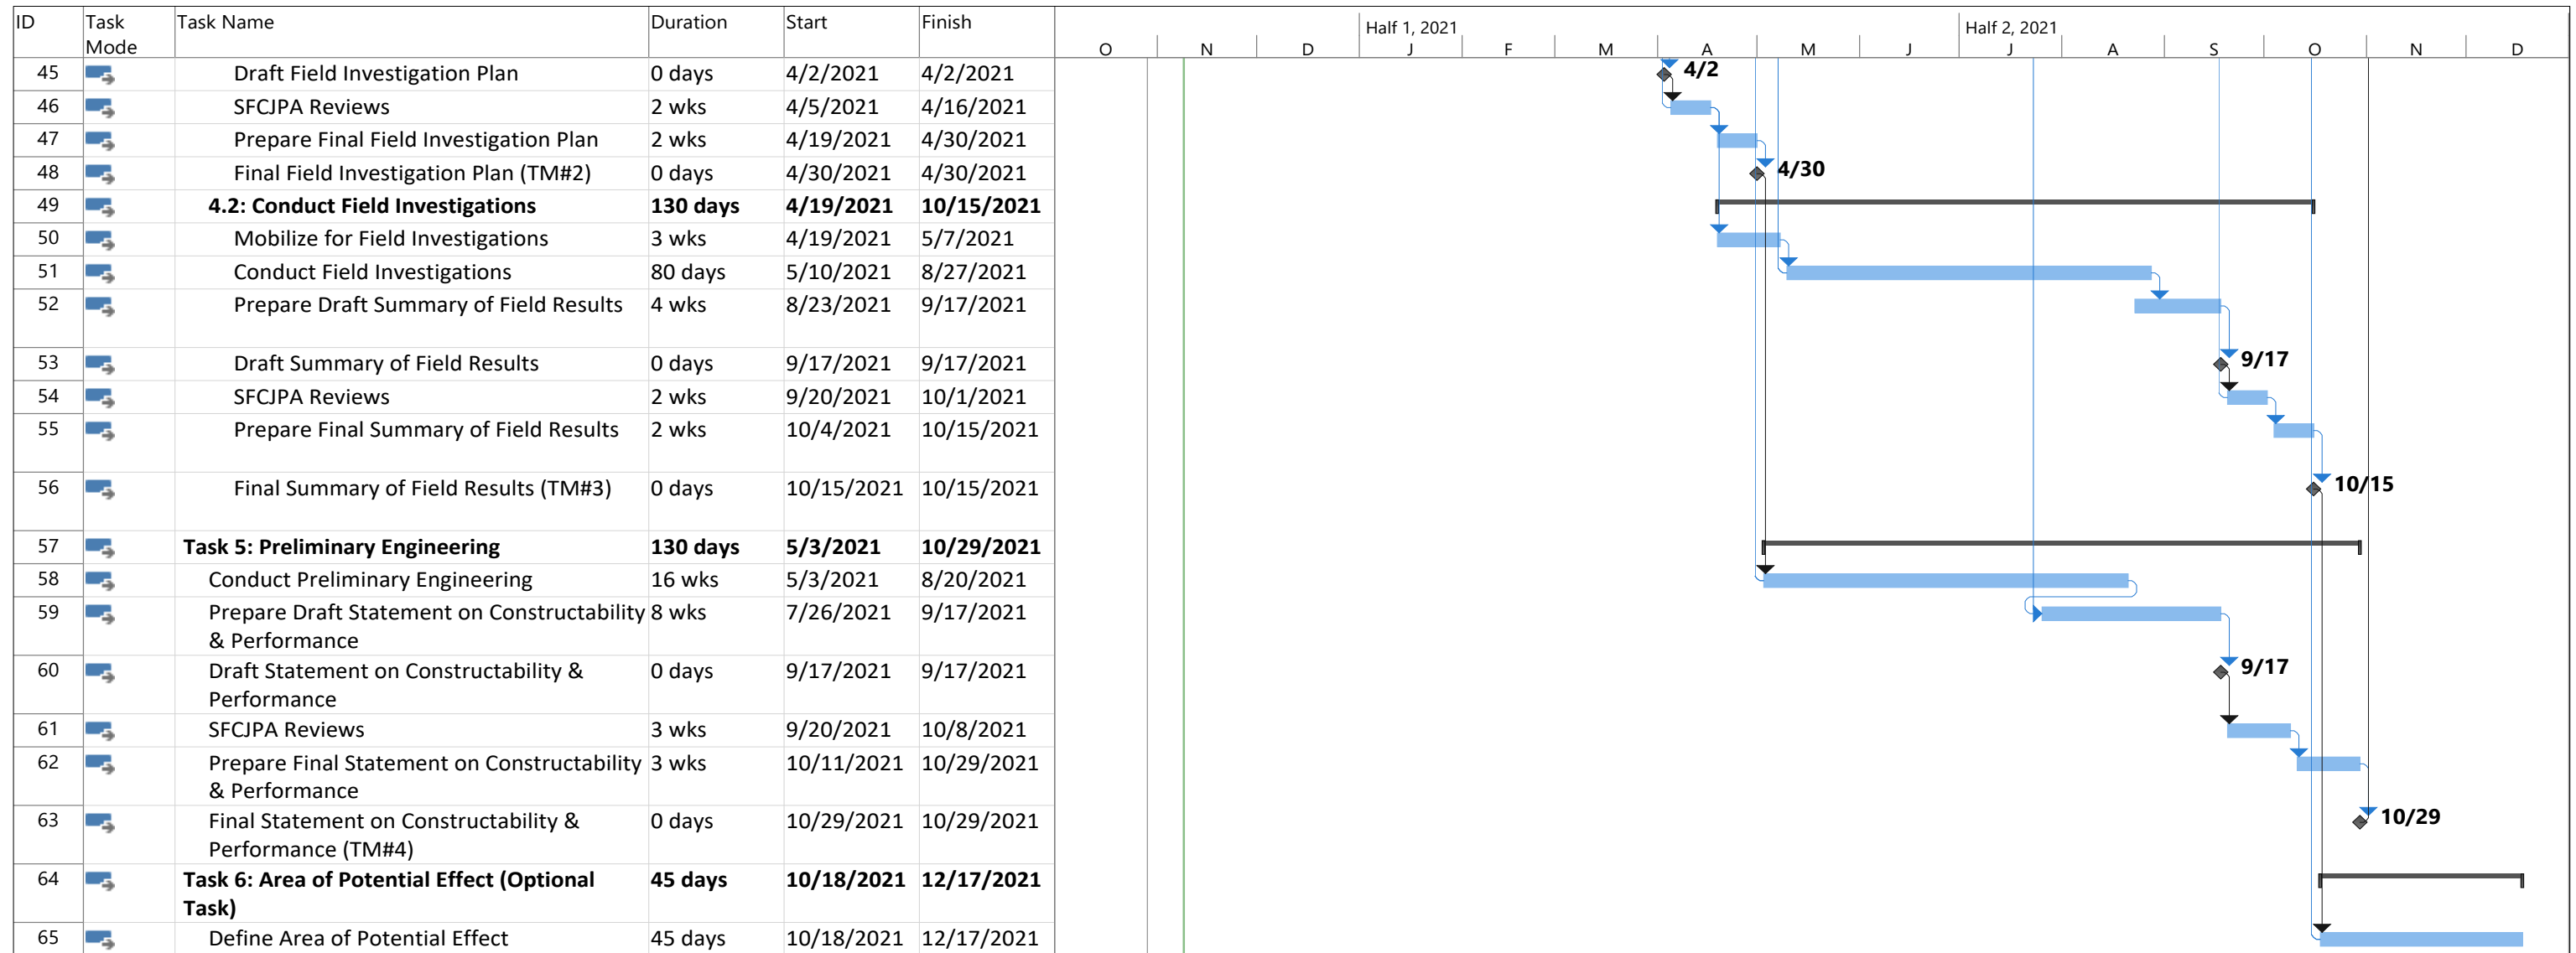 ID Task Mode Task Name Duration Start Finish
Half 1, 2021 Half 2, 2021
O N D J F M A M J J A S O N D
45 Draft Field Investigation Plan 0 days 4/2/2021 4/2/2021 4/2
46 SFCJPA Reviews 2 wks 4/5/2021 4/16/2021
47 Prepare Final Field Investigation Plan 2 wks 4/19/2021 4/30/2021
48 Final Field Investigation Plan (TM#2) 0 days 4/30/2021 4/30/2021 4/30
49 4.2: Conduct Field Investigations 130 days 4/19/2021 10/15/2021
50 Mobilize for Field Investigations 3 wks 4/19/2021 5/7/2021
51 Conduct Field Investigations 80 days 5/10/2021 8/27/2021
52 Prepare Draft Summary of Field Results 4 wks 8/23/2021 9/17/2021
53 Draft Summary of Field Results 0 days 9/17/2021 9/17/2021 9/17
54 SFCJPA Reviews 2 wks 9/20/2021 10/1/2021
55 Prepare Final Summary of Field Results 2 wks 10/4/2021 10/15/2021
56 Final Summary of Field Results (TM#3) 0 days 10/15/2021 10/15/2021 10/15
57 Task 5: Preliminary Engineering 130 days 5/3/2021 10/29/2021
58 Conduct Preliminary Engineering 16 wks 5/3/2021 8/20/2021
59 Prepare Draft Statement on Constructability 8 wks 7/26/2021 9/17/2021
& Performance
60 Draft Statement on Constructability & 0 days 9/17/2021 9/17/2021 9/17
Performance
61 SFCJPA Reviews 3 wks 9/20/2021 10/8/2021
62 Prepare Final Statement on Constructability 3 wks 10/11/2021 10/29/2021
& Performance
63 Final Statement on Constructability & 0 days 10/29/2021 10/29/2021 10/29
Performance (TM#4)
64 Task 6: Area of Potential Effect (Optional 45 days 10/18/2021 12/17/2021
Task)
65 Define Area of Potential Effect 45 days 10/18/2021 12/17/2021